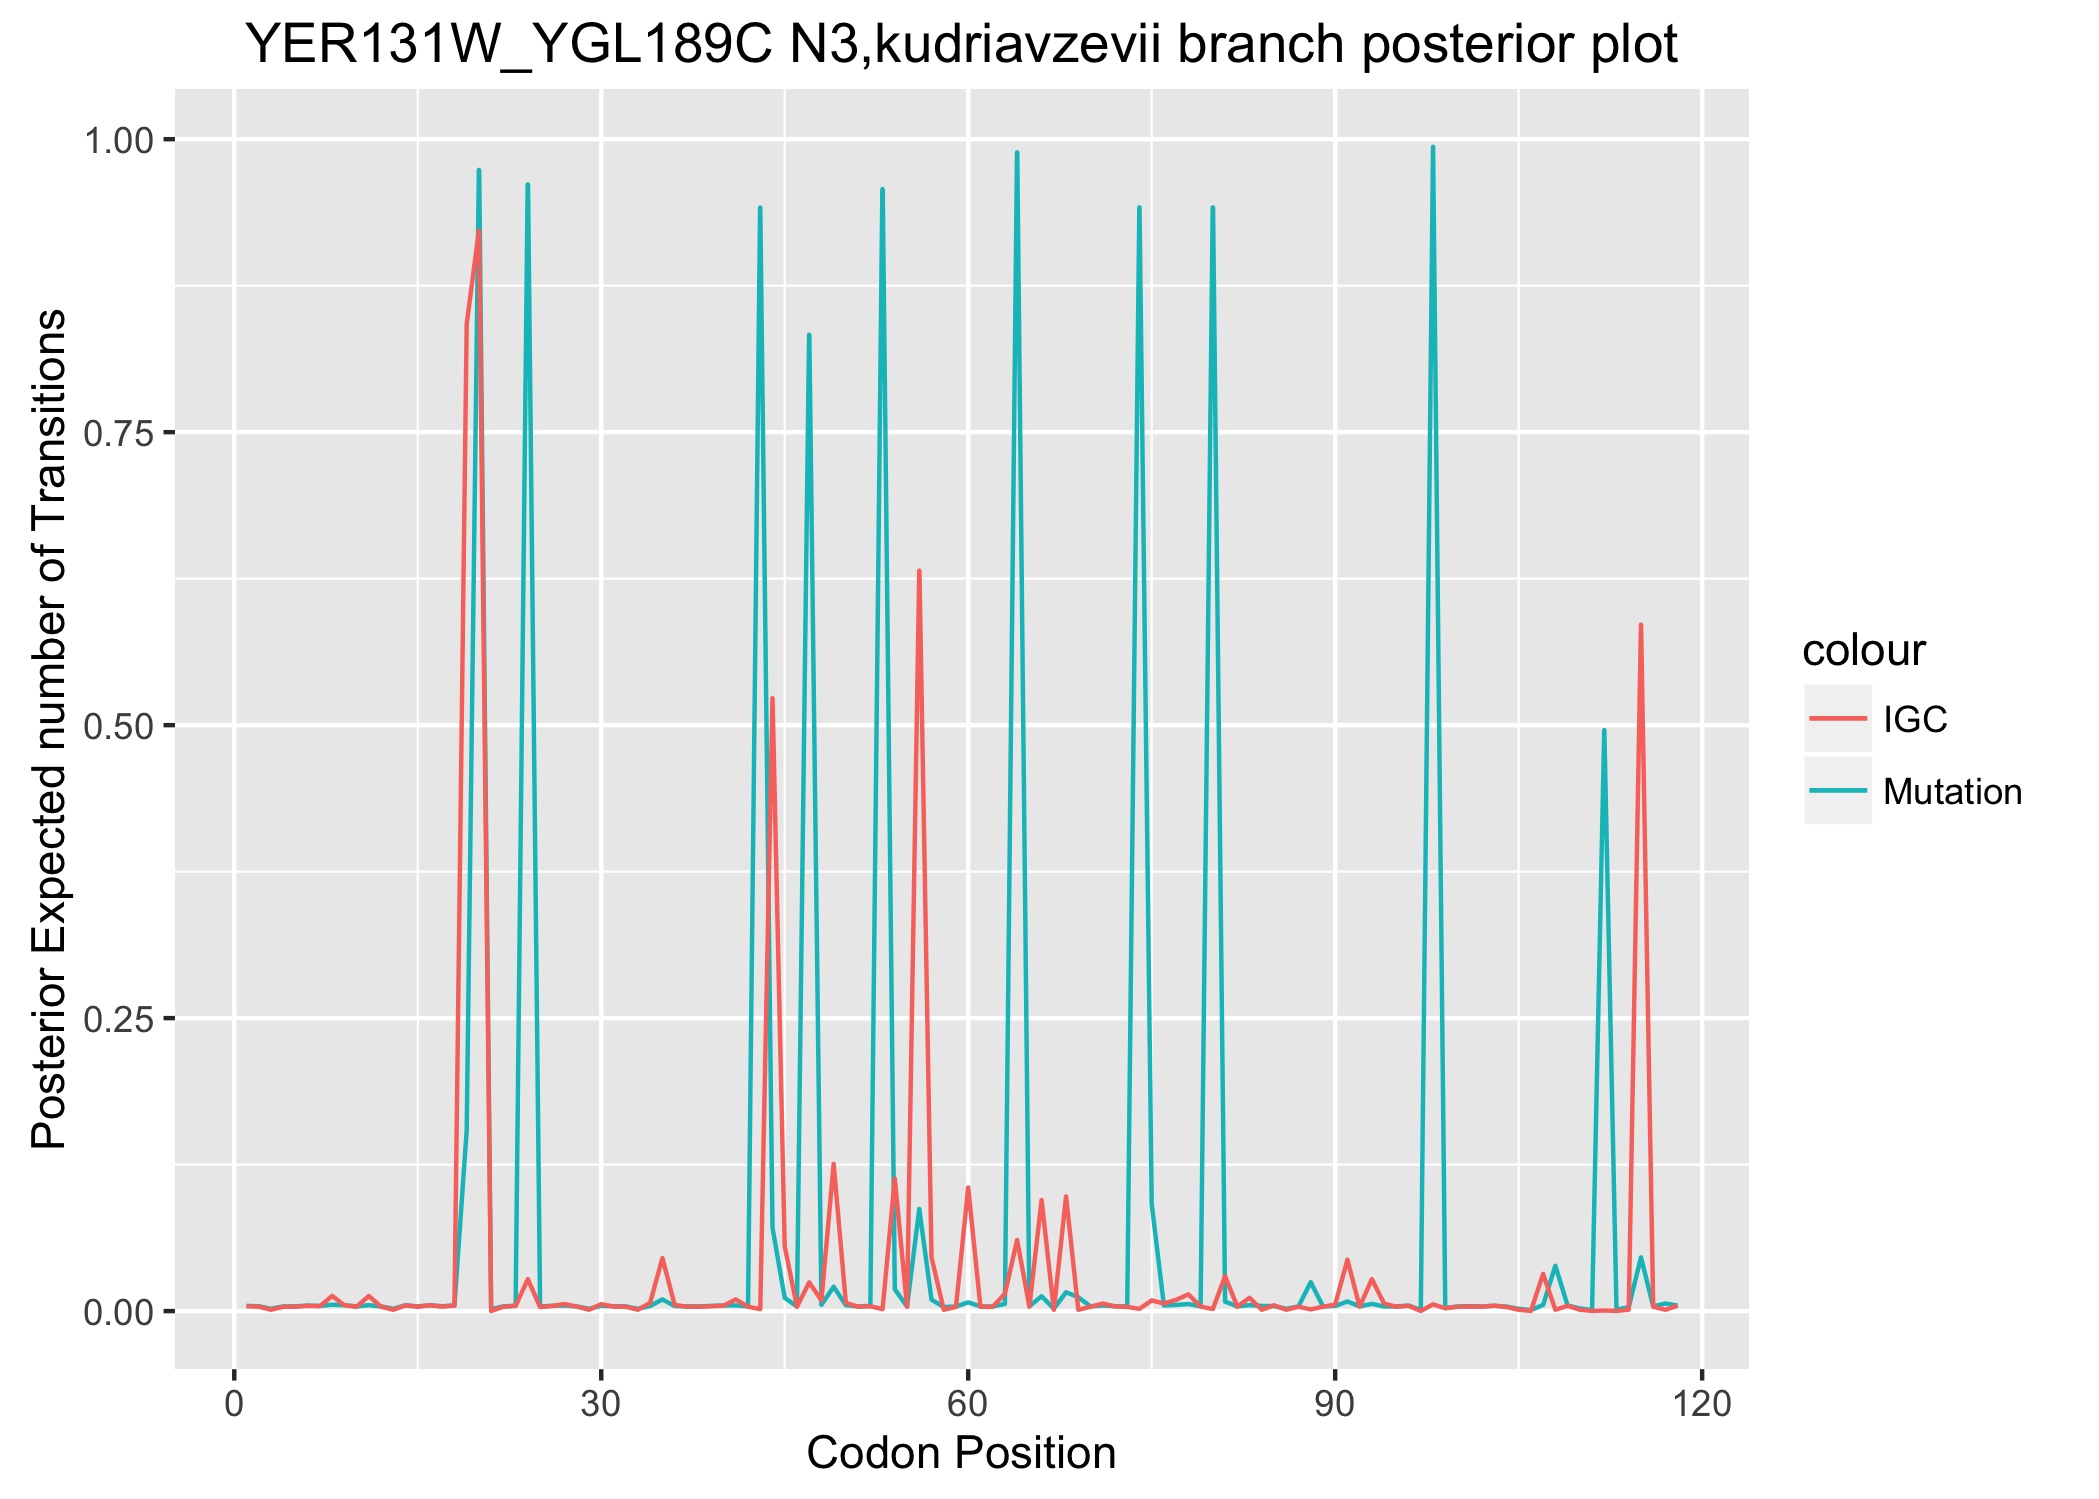 YER131W_YGL189C N3,kudriavzevii branch posterior plot
Posterior Expected number of Transitions
1.00
0.75
0.50
0.25
0.00
0 30 60 90 120
Codon Position
colour
IGC
Mutation